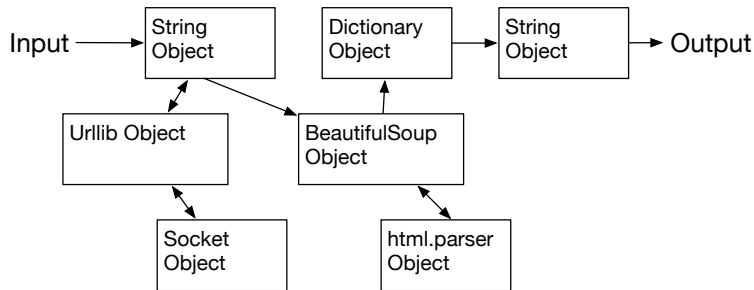 Input
String
Object
Dictionary
Object
String
Object
Output
Urllib Object
BeautifulSoup
Object
Socket
Object
html.parser
Object